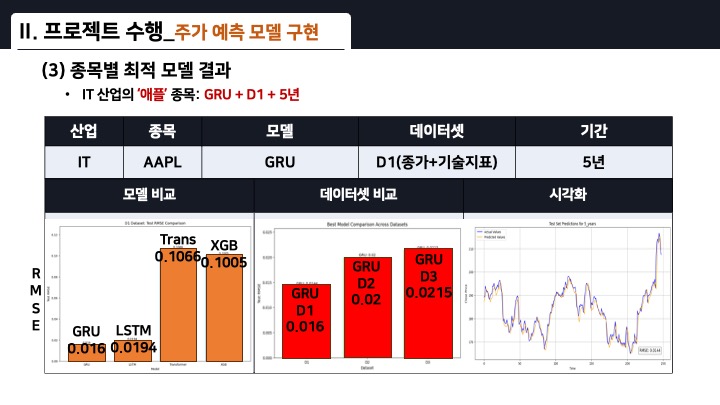 II. 프로젝트 수행_주가 예측 모델 구현
(3) 종목별 최적 모델 결과
• IT 산업의 '애플' 종목: GRU + D1 + 5년
산업 종목 모델 데이터셋 기간
IT AAPL GRU D1(종가+기술지표) 5년
모델 비교 데이터셋 비교 시각화
RMSE
D1 Dataset: Test RMSE Comparison
GRU
0.016
LSTM
0.0194
Trans
0.1066
XGB
0.1005
Model
Best Model Comparison Across Datasets
GRU
D1
0.016
GRU
D2
0.02
GRU
D3
0.0215
D1 D2 D3
Dataset
Test Set Predictions for 5_years
Actual Values
Predicted Values
Time